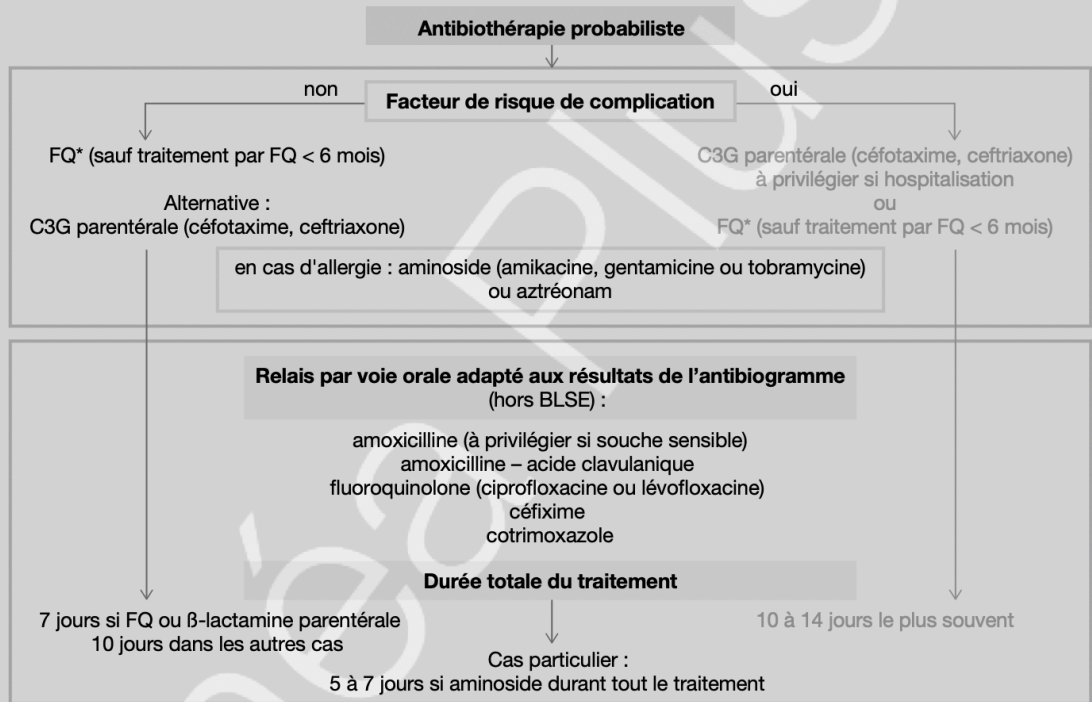 Antibiothérapie probabiliste
non
Facteur de risque de complication
oui
FQ* (sauf traitement par FQ < 6 mois)
Alternative :
C3G parentérale (céfotaxime, ceftriaxone)
C3G parentérale (céfotaxime, ceftriaxone)
à privilégier si hospitalisation
ou
FQ* (sauf traitement par FQ < 6 mois)
en cas d'allergie : aminoside (amikacine, gentamicine ou tobramycine)
ou aztréonam
Relais par voie orale adapté aux résultats de l’antibiogramme
(hors BLSE) :
amoxicilline (à privilégier si souche sensible)
amoxicilline – acide clavulanique
fluoroquinolone (ciprofloxacine ou lévofloxacine)
céfixime
cotrimoxazole
Durée totale du traitement
7 jours si FQ ou ß-lactamine parentérale
10 jours dans les autres cas
Cas particulier :
5 à 7 jours si aminoside durant tout le traitement
10 à 14 jours le plus souvent